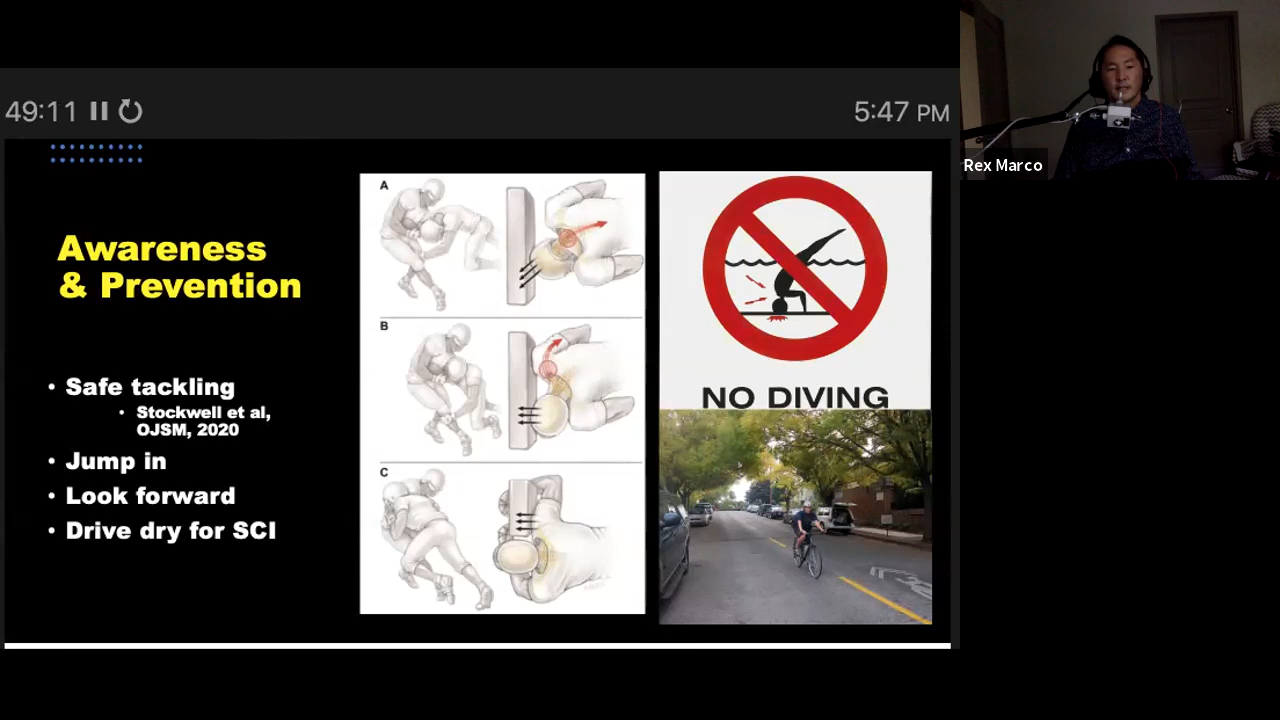 49:11
5:47 PM
Rex Marco
Awareness
& Prevention
• Safe tackling
• Stockwell et al,
OJSM, 2020
• Jump in
• Look forward
• Drive dry for SCI
A
B
C
NO DIVING